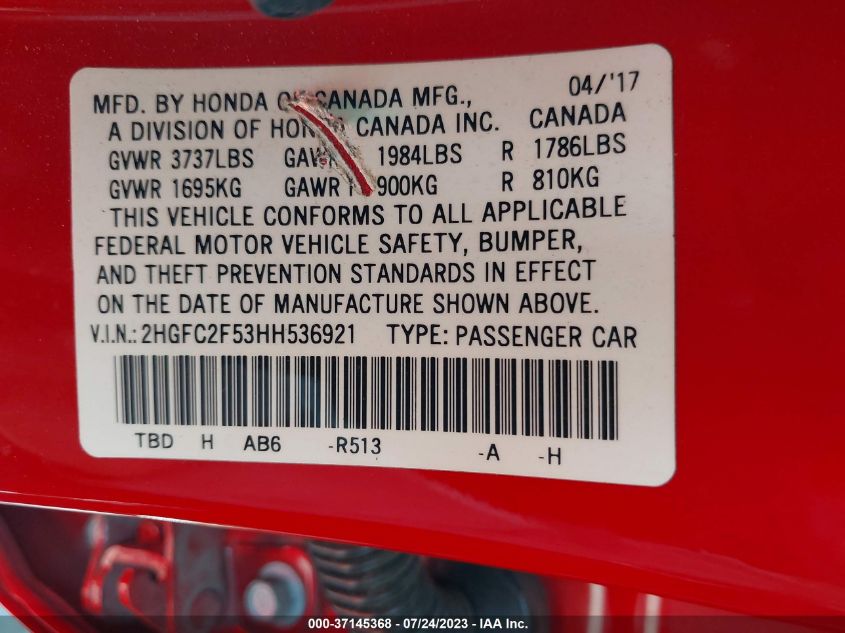 MFD. BY HONDA OF CANADA MFG., 04/'17
A DIVISION OF HONDA CANADA INC. CANADA
GVWR 3737LBS GAWR 1984LBS R 1786LBS
GVWR 1695KG GAWR F 900KG R 810KG
THIS VEHICLE CONFORMS TO ALL APPLICABLE
FEDERAL MOTOR VEHICLE SAFETY, BUMPER,
AND THEFT PREVENTION STANDARDS IN EFFECT
ON THE DATE OF MANUFACTURE SHOWN ABOVE.
V.I.N.: 2HGFC2F53HH536921 TYPE: PASSENGER CAR
TBD H AB6 -R513 -A -H
000-37145368 - 07/24/2023 - IAA Inc.